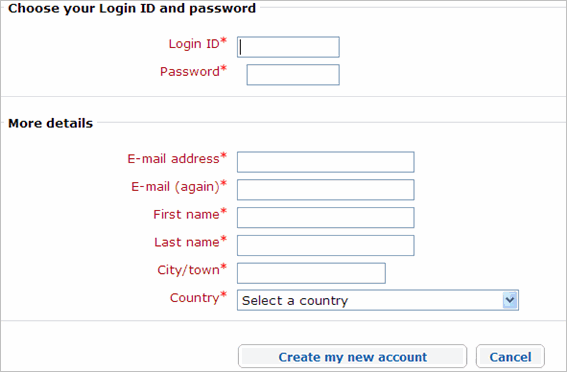 Choose your Login ID and password
Login ID*
Password*
More details
E-mail address*
E-mail (again)*
First name*
Last name*
City/town*
Country* Select a country
Create my new account Cancel